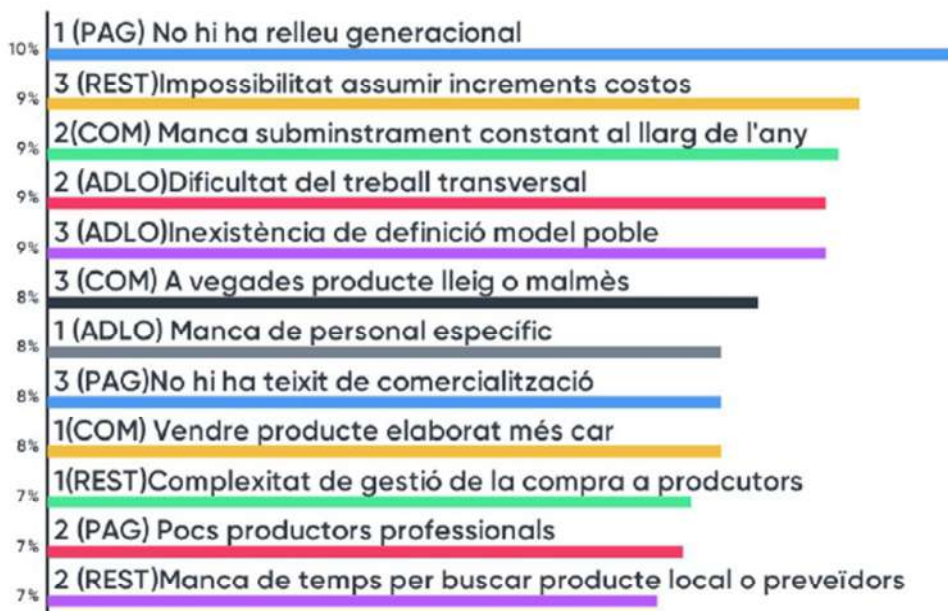 1 (PAG) No hi ha relleu generacional
10%
3 (REST)Impossibilitat assumir increments costos
9%
2(COM) Manca subminstrament constant al llarg de l'any
9%
2 (ADLO)Dificultat del treball transversal
9%
3 (ADLO)Inexistència de definició model poble
9%
3 (COM) A vegades producte lleig o malmès
8%
1 (ADLO) Manca de personal específic
8%
3 (PAG)No hi ha teixit de comercialització
8%
1(COM) Vendre producte elaborat més car
8%
1(REST)Complexitat de gestió de la compra a prodcutors
7%
2 (PAG) Pocs productors professionals
7%
2 (REST)Manca de temps per buscar producte local o preveïdors
7%